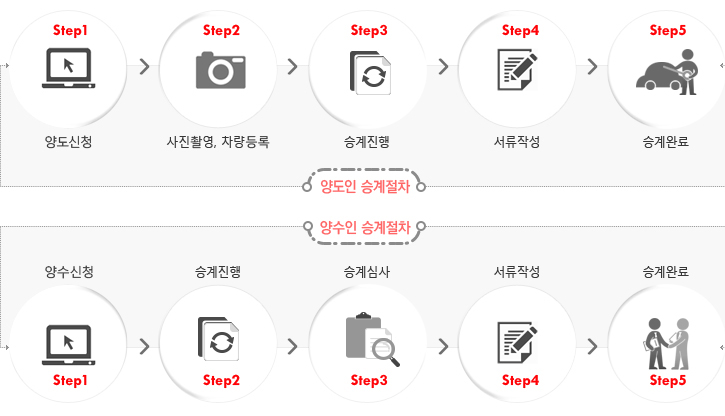 Step1 Step2 Step3 Step4 Step5
양도신청 사진촬영, 차량등록 승계진행 서류작성 승계완료
양도인 승계절차
양수인 승계절차
양수신청 승계진행 승계심사 서류작성 승계완료
Step1 Step2 Step3 Step4 Step5